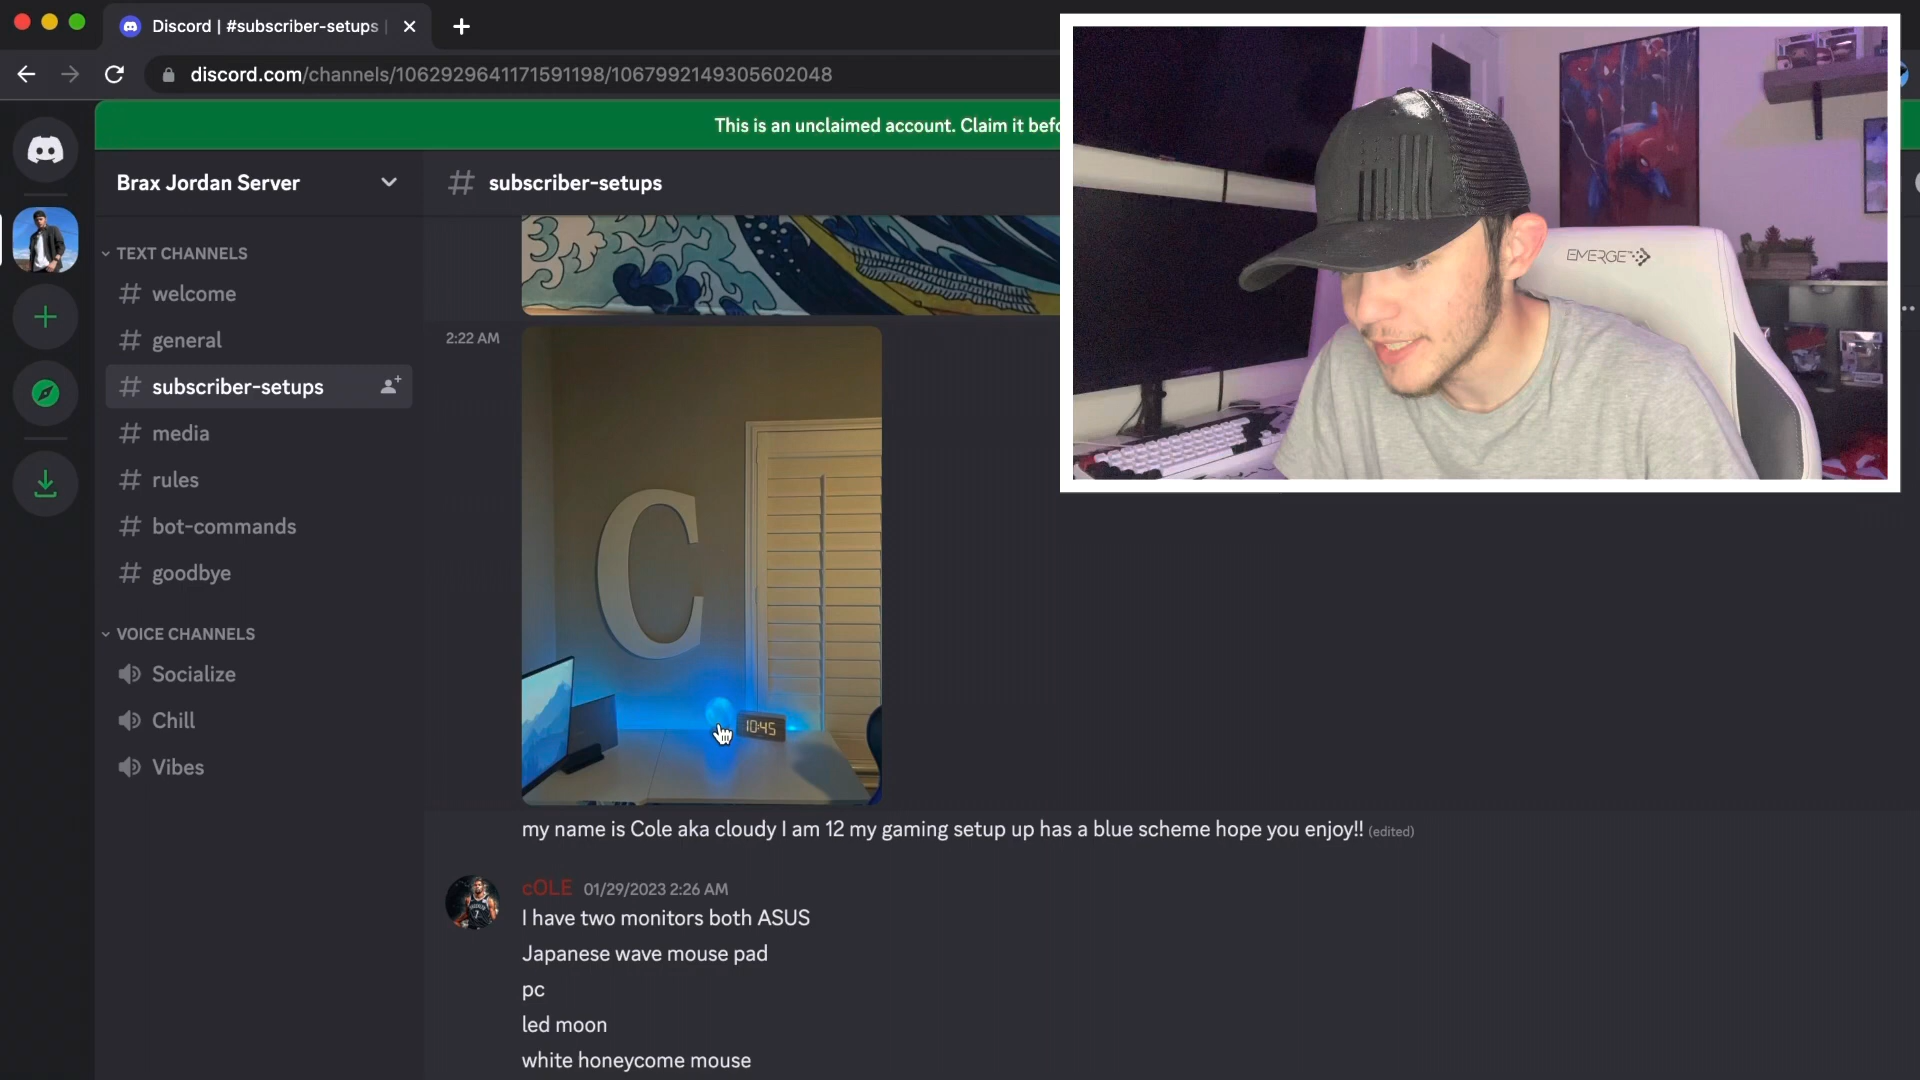 Discord | #subscriber-setups |
discord.com/channels/1062929641171591198/1067992149305602048
This is an unclaimed account. Claim it befo
Brax Jordan Server
# subscriber-setups
TEXT CHANNELS
# welcome
# general
# subscriber-setups
# media
# rules
# bot-commands
# goodbye
VOICE CHANNELS
Socialize
Chill
Vibes
EMERGE
2:22 AM
C
10:45
my name is Cole aka cloudy I am 12 my gaming setup up has a blue scheme hope you enjoy!! (edited)
cOLE 01/29/2023 2:26 AM
I have two monitors both ASUS
Japanese wave mouse pad
pc
led moon
white honeycome mouse